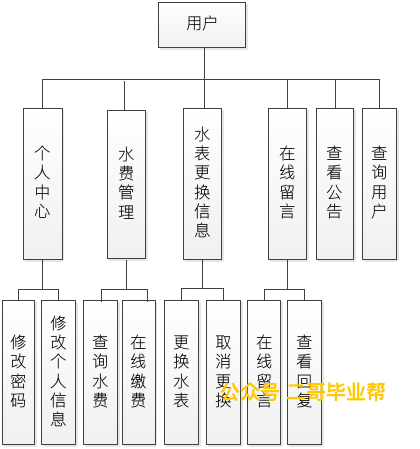 用户
个人中心
水费管理
水表更换信息
在线留言
查看公告
查询用户
修改密码
修改个人信息
查询水费
在线缴费
更换水表
取消更换
在线留言
查看回复
公众号 二哥毕业帮